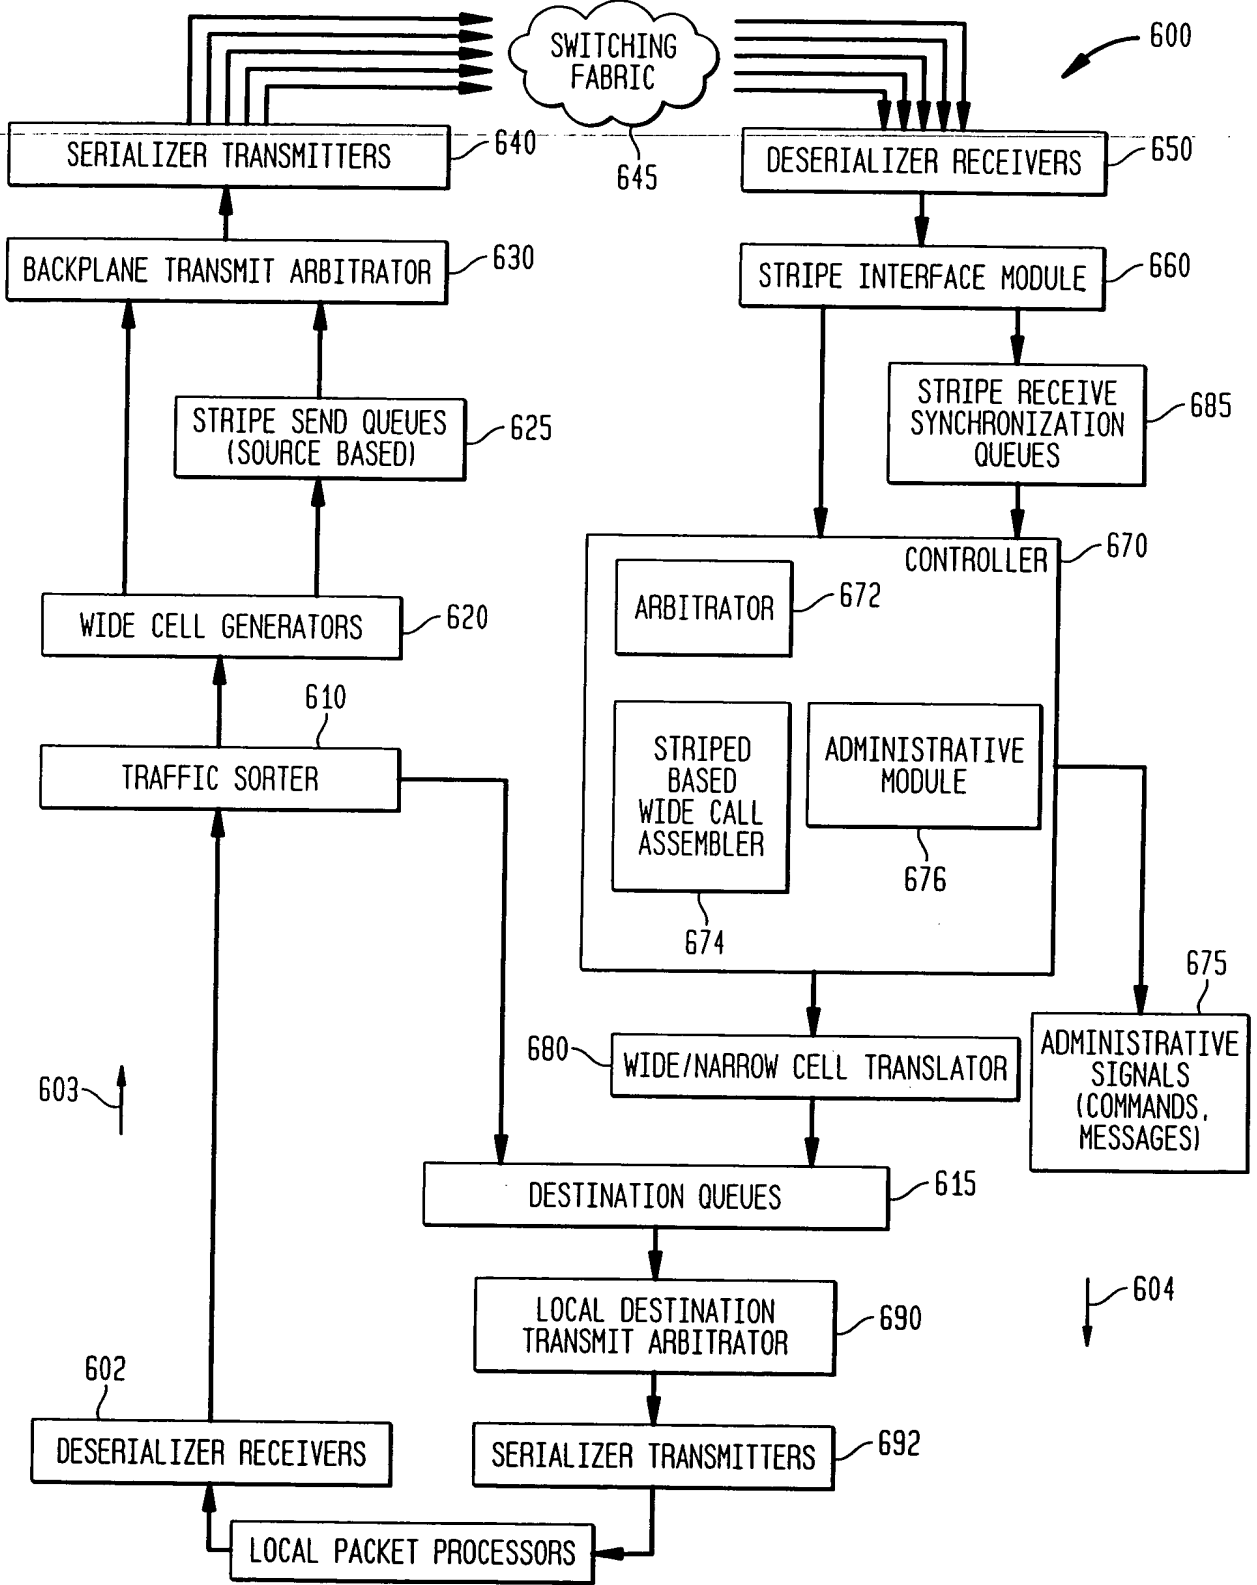 SWITCHING
FABRIC
600
645
SERIALIZER TRANSMITTERS
640
DESERIALIZER RECEIVERS
650
BACKPLANE TRANSMIT ARBITRATOR
630
STRIPE INTERFACE MODULE
660
STRIPE SEND QUEUES
(SOURCE BASED)
625
STRIPE RECEIVE
SYNCHRONIZATION
QUEUES
685
CONTROLLER
670
ARBITRATOR
672
WIDE CELL GENERATORS
620
610
TRAFFIC SORTER
STRIPED
BASED
WIDE CALL
ASSEMBLER
674
ADMINISTRATIVE
MODULE
676
675
ADMINISTRATIVE
SIGNALS
(COMMANDS,
MESSAGES)
680
WIDE/NARROW CELL TRANSLATOR
603
DESTINATION QUEUES
615
LOCAL DESTINATION
TRANSMIT ARBITRATOR
690
604
602
DESERIALIZER RECEIVERS
SERIALIZER TRANSMITTERS
692
LOCAL PACKET PROCESSORS